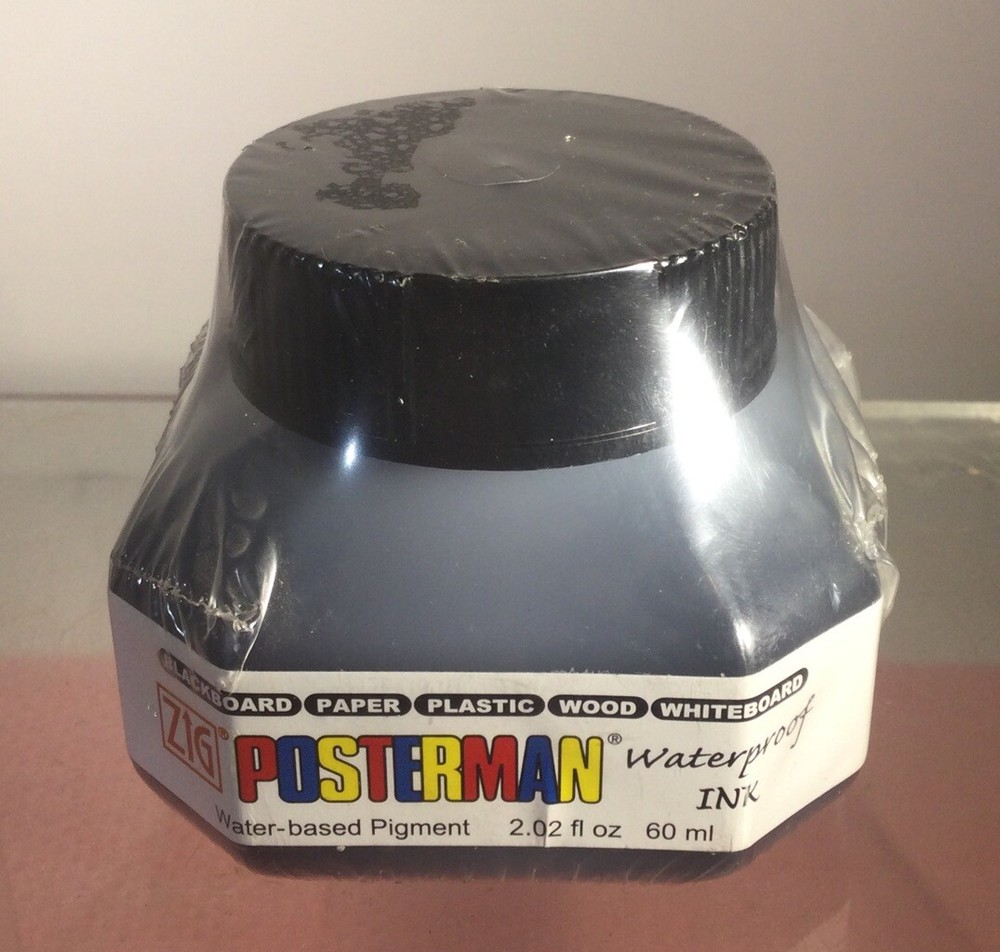 BLACKBOARD PAPER PLASTIC WOOD WHITEBOARD
ZIG® POSTERMAN® Waterproof
INK
Water-based Pigment 2.02 fl oz 60 ml